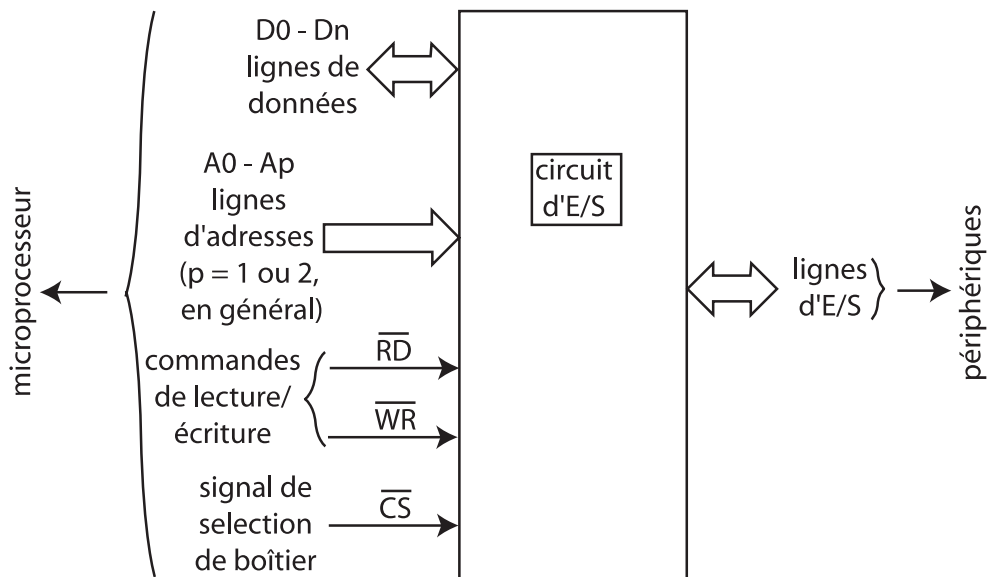 D0 - Dn
lignes de
données
A0 - Ap
lignes
d'adresses
(p = 1 ou 2,
en général)
commandes
de lecture/
écriture
RD
WR
signal de
selection
de boîtier
CS
microprocesseur
circuit
d'E/S
lignes
d'E/S
périphériques